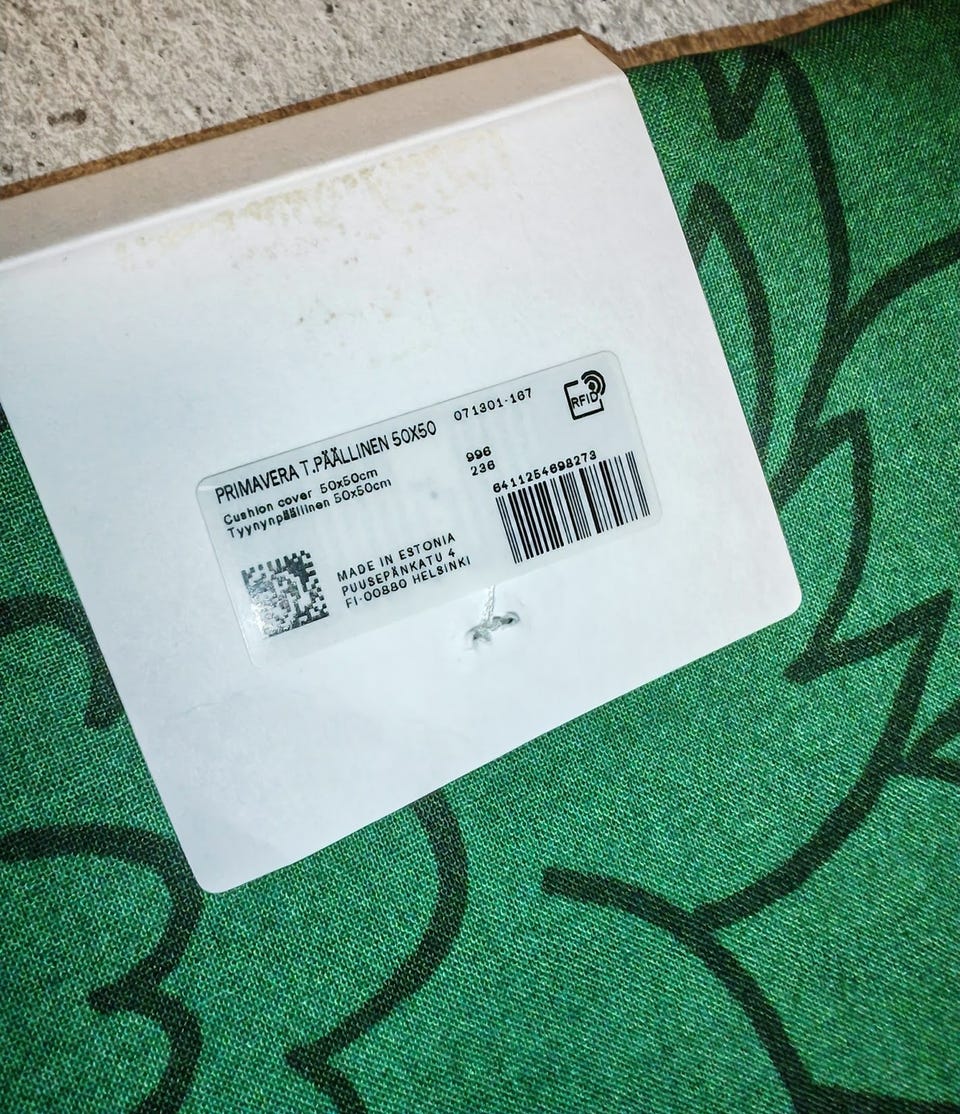 PRIMAVERA T.PÄÄLLINEN 50X50 071301-167
RFID
Cushion cover 50x50cm
Tyynynpäällinen 50x50cm
996
236
6411254698273
MADE IN ESTONIA
PUUSEPÄNKATU 4
FI-00880 HELSINKI